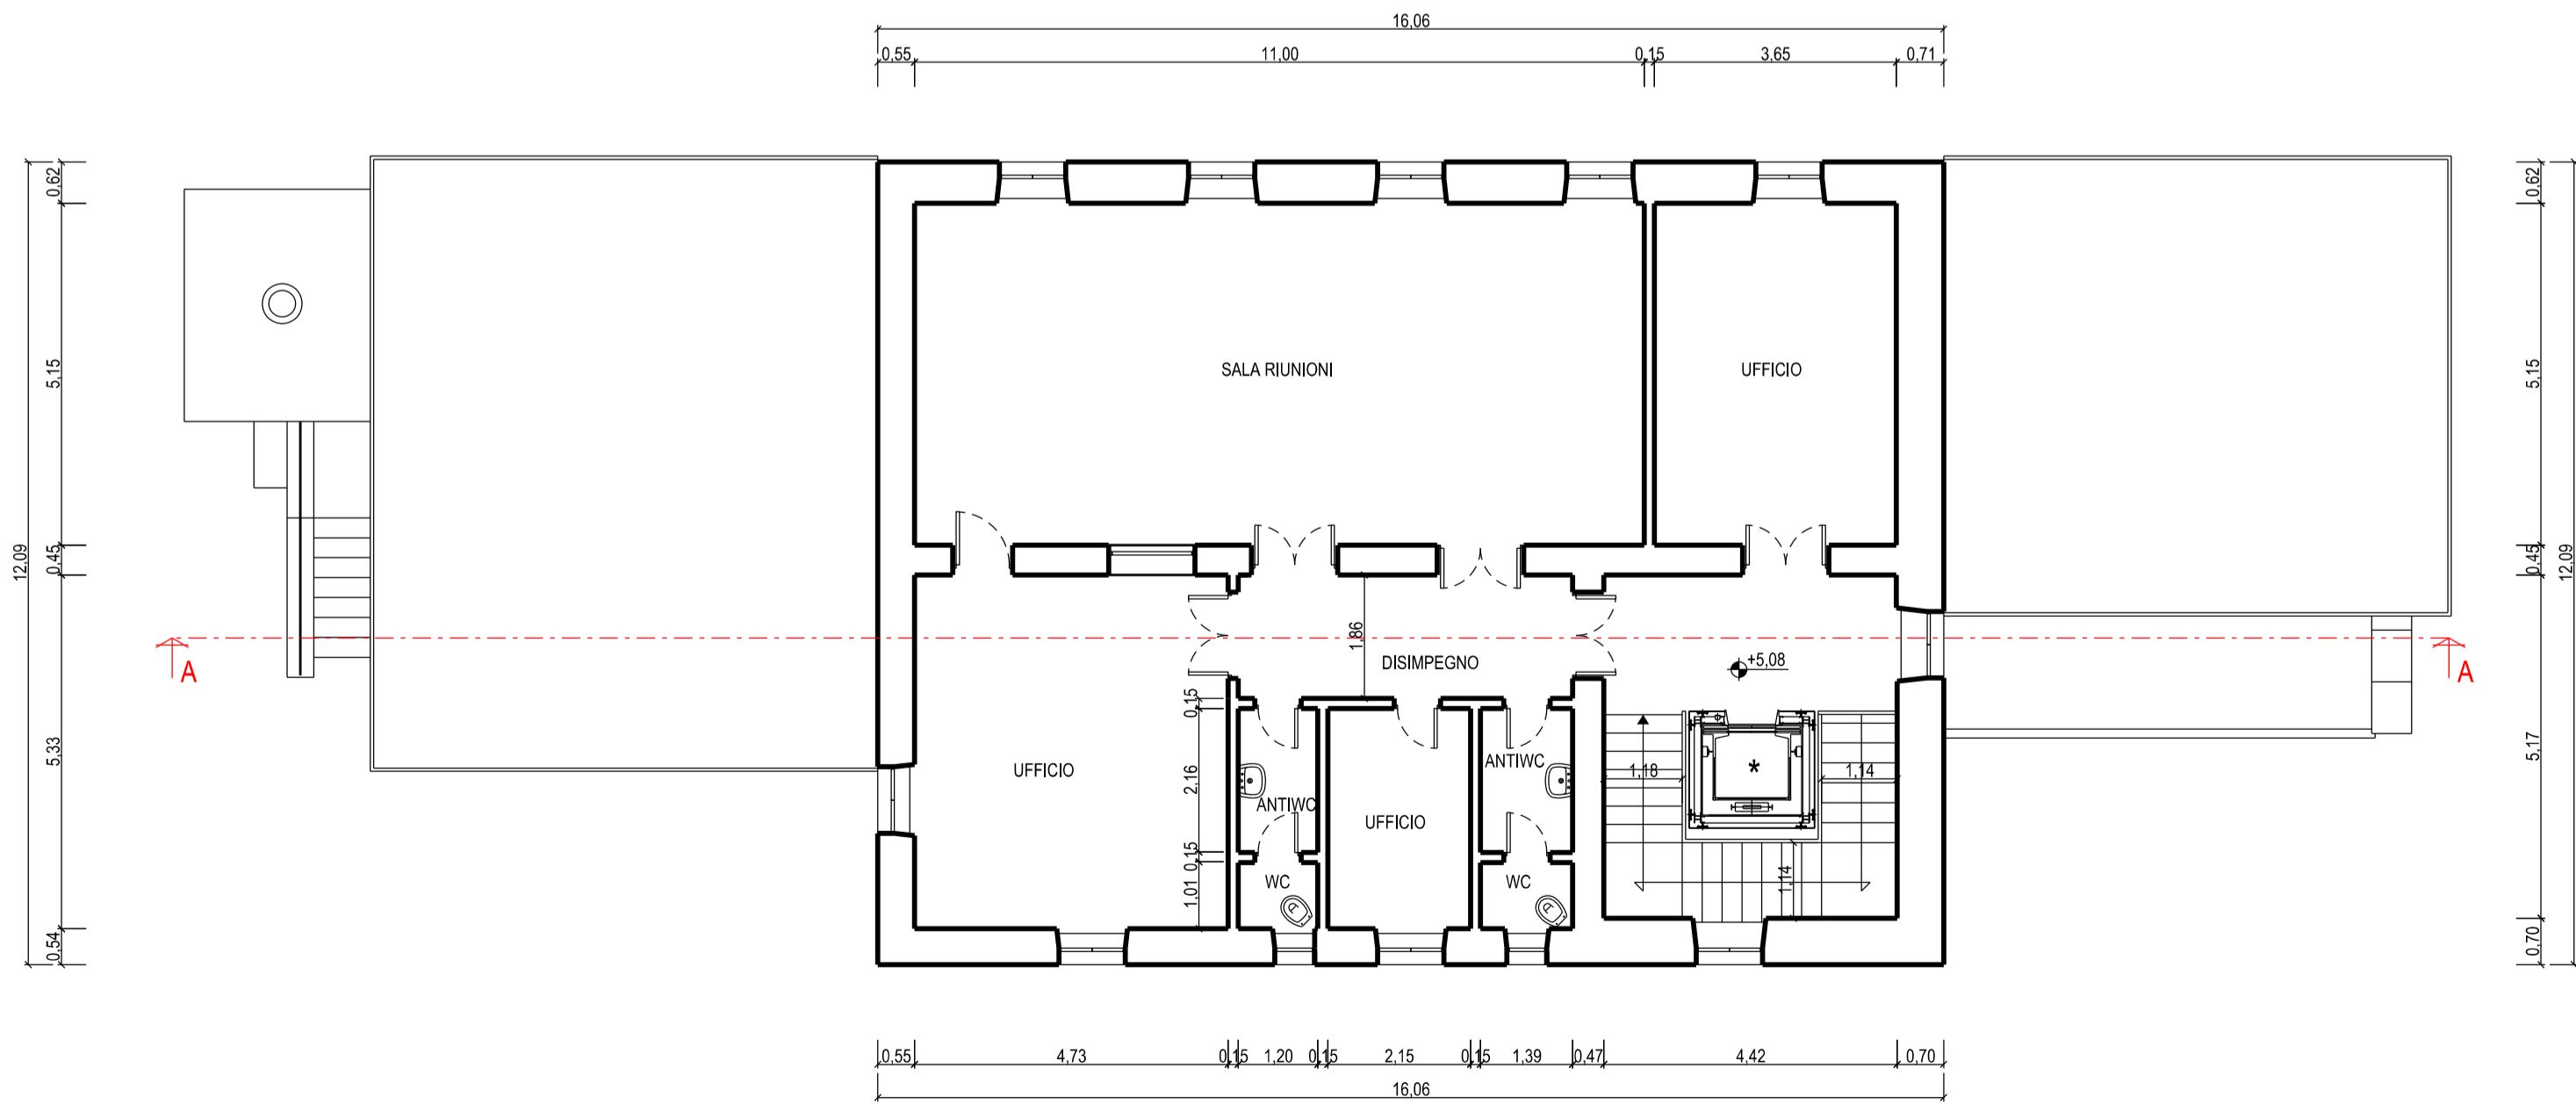 16,06
0,55 11,00 0,15 3,65 0,71
0,62
0,62
5,15
SALA RIUNIONI
UFFICIO
5,15
12,09
0,45
0,45
12,09
1,86
DISIMPEGNO
+5,08
A
A
0,15
5,33
UFFICIO
2,16
ANTIWC
UFFICIO
ANTIWC
1,18
*
1,14
5,17
0,15
1,01
WC
WC
1,14
0,54
0,70
0,55 4,73 0,15 1,20 0,15 2,15 0,15 1,39 0,47 4,42 0,70
16,06